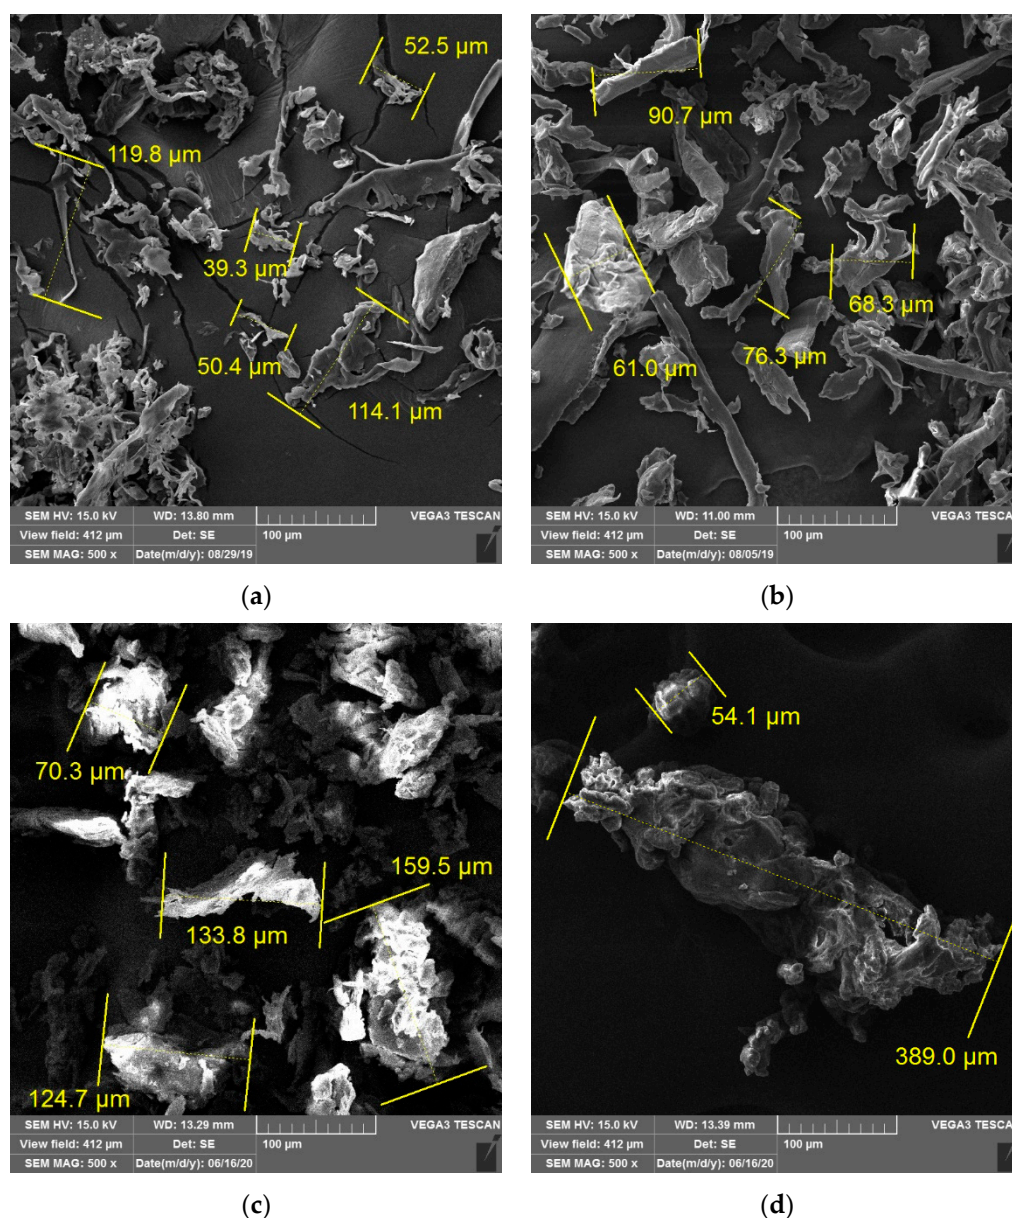 52.5 µm
119.8 µm
39.3 µm
50.4 µm
114.1 µm
SEM HV: 15.0 kV WD: 13.80 mm VEGA3 TESCAN
View field: 412 µm Det: SE 100 µm
SEM MAG: 500 x Date(m/d/y): 08/29/19
(a)
90.7 µm
68.3 µm
61.0 µm
76.3 µm
SEM HV: 15.0 kV WD: 11.00 mm VEGA3 TESCAN
View field: 412 µm Det: SE 100 µm
SEM MAG: 500 x Date(m/d/y): 08/05/19
(b)
70.3 µm
159.5 µm
133.8 µm
124.7 µm
SEM HV: 15.0 kV WD: 13.29 mm VEGA3 TESCAN
View field: 412 µm Det: SE 100 µm
SEM MAG: 500 x Date(m/d/y): 06/16/20
(c)
54.1 µm
389.0 µm
SEM HV: 15.0 kV WD: 13.39 mm VEGA3 TESCAN
View field: 412 µm Det: SE 100 µm
SEM MAG: 500 x Date(m/d/y): 06/16/20
(d)